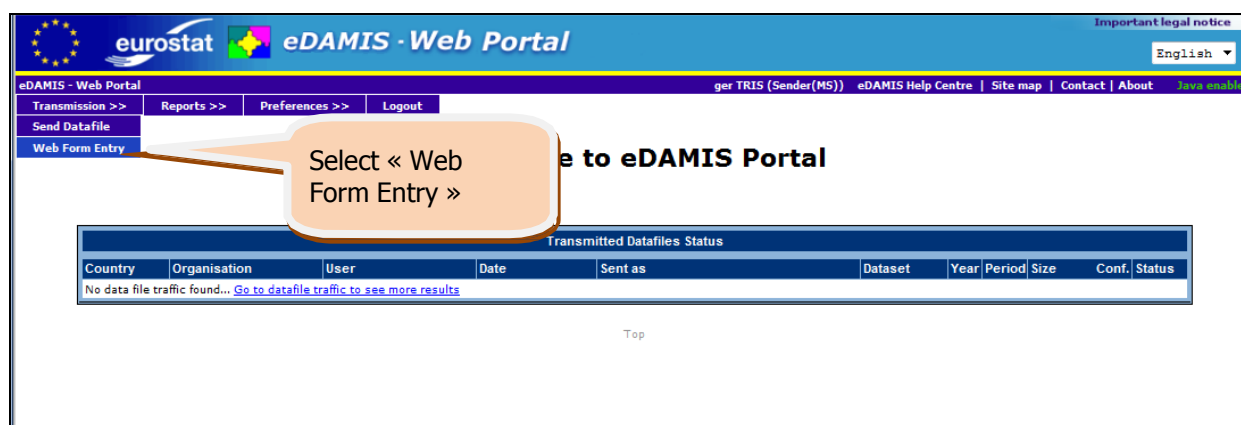 Important legal notice
eurostat eDAMIS - Web Portal
English
eDAMIS - Web Portal ger TRIS (Sender(MS)) eDAMIS Help Centre | Site map | Contact | About Java enable
Transmission >> Reports >> Preferences >> Logout
Send Datafile
Web Form Entry
Select « Web
Form Entry »
e to eDAMIS Portal
Transmitted Datafiles Status
Country Organisation User Date Sent as Dataset Year Period Size Conf. Status
No data file traffic found... Go to datafile traffic to see more results
Top